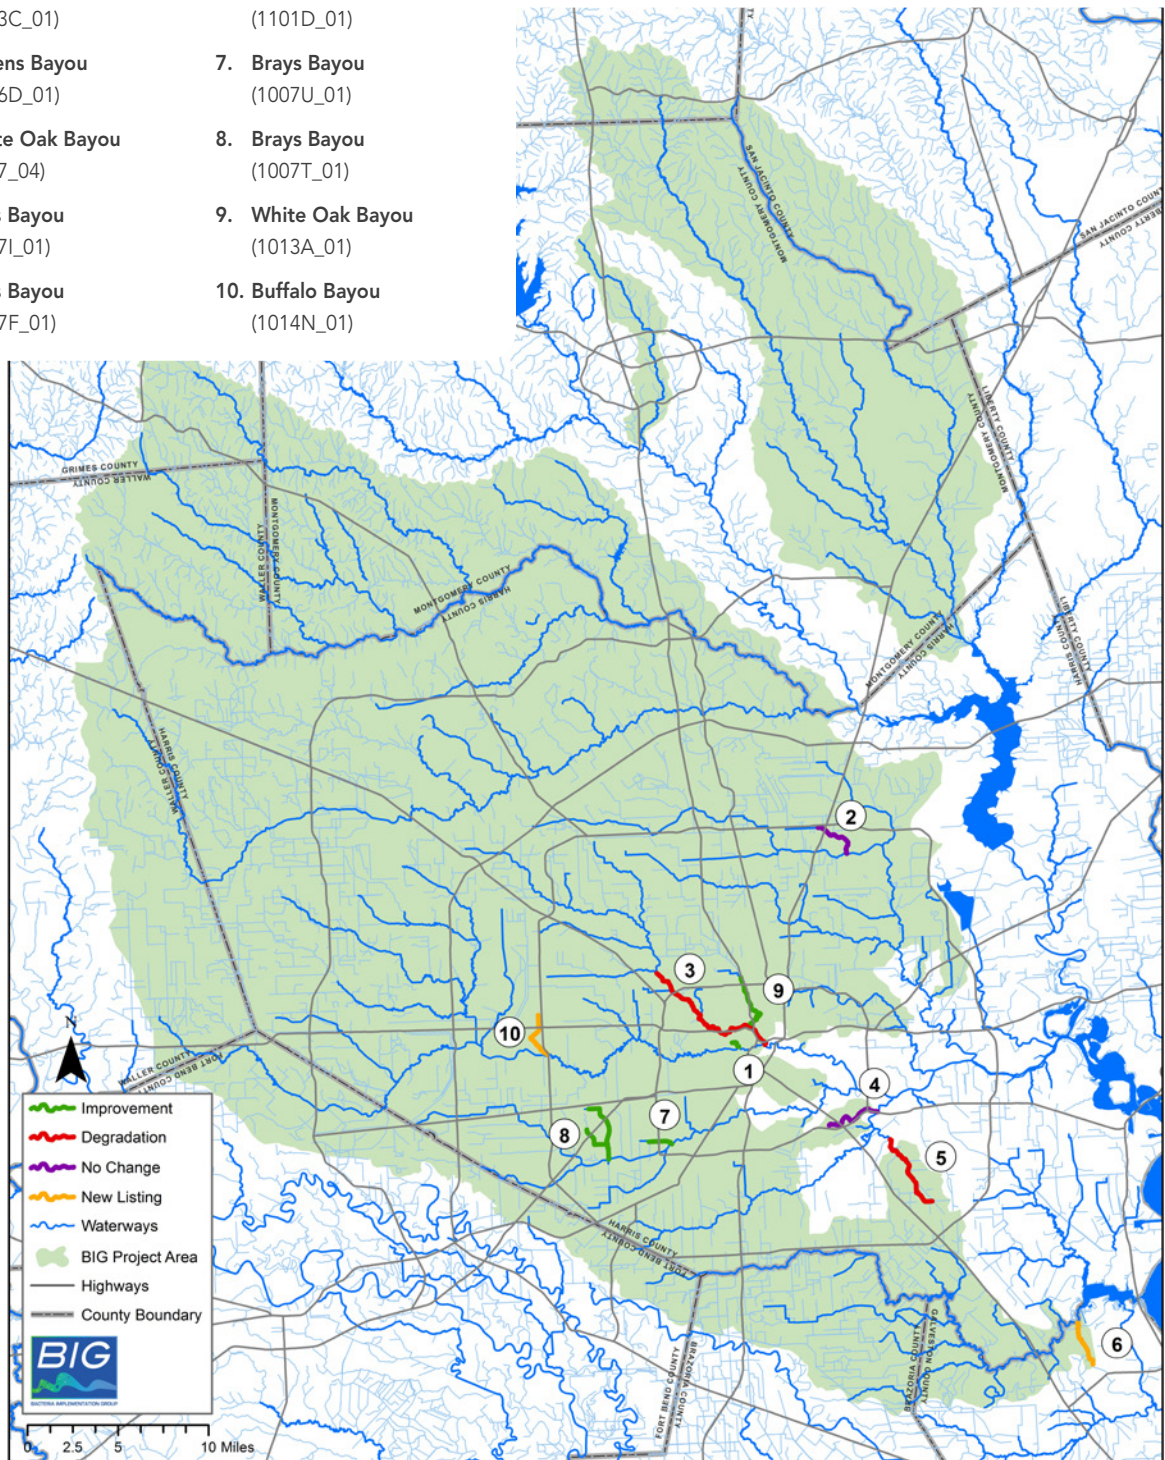 3C_01)
ens Bayou
6D_01)
te Oak Bayou
7_04)
s Bayou
7I_01)
s Bayou
7F_01)
(1101D_01)
7. Brays Bayou
(1007U_01)
8. Brays Bayou
(1007T_01)
9. White Oak Bayou
(1013A_01)
10. Buffalo Bayou
(1014N_01)
SAN JACINTO COUNTY
MONTGOMERY COUNTY
SAN JACINTO COUNT
LIBERTY COUNTY
LIBERTY COUNTY
MONTGOMERY COUNTY
GRIMES COUNTY
WALLER COUNTY
WALLER COUNTY
MONTGOMERY COUNTY
MONTGOMERY COUNTY
HARRIS COUNTY
MONTGOMERY COUNTY
HARRIS COUNTY
LIBERTY COUNTY
HARRIS COUNTY
HARRIS COUNTY
WALLER COUNTY
2
3
9
10
1
4
7
8
5
6
N
WALLER COUNTY
FORT BEND COUNTY
HARRIS COUNTY
FORT BEND COUNTY
FORT BEND COUNTY
BRAZORIA COUNTY
BRAZORIA COUNTY
GALVESTON COUNTY
Improvement
Degradation
No Change
New Listing
Waterways
BIG Project Area
Highways
County Boundary
BIG
BACTERIA IMPLEMENTATION GROUP
0 2.5 5 10 Miles